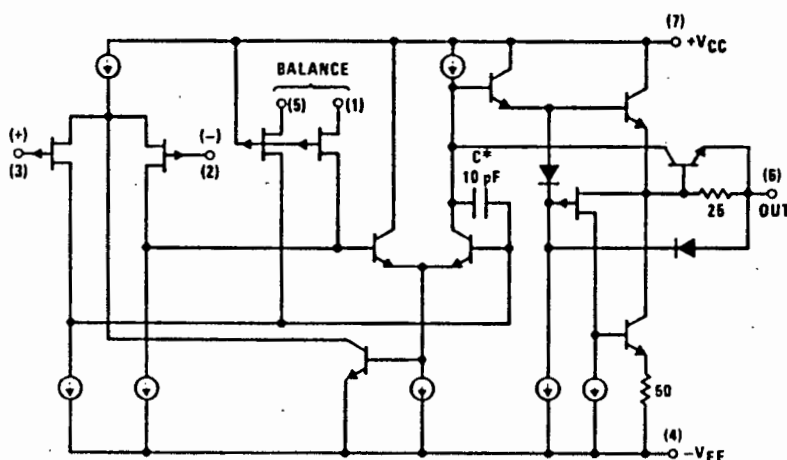 (7)
+VCC
BALANCE
(5) (1)
(+)
(3)
(-)
(2)
C*
10 pF
(6)
OUT
25
50
(4)
-VEE